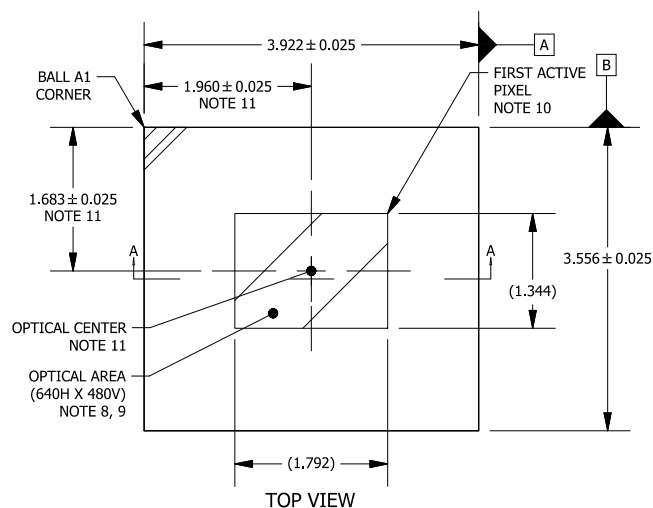 3.922 ± 0.025
A
B
BALL A1
CORNER
1.960 ± 0.025
NOTE 11
FIRST ACTIVE
PIXEL
NOTE 10
1.683 ± 0.025
NOTE 11
A
A
3.556 ± 0.025
(1.344)
OPTICAL CENTER
NOTE 11
OPTICAL AREA
(640H X 480V)
NOTE 8, 9
(1.792)
TOP VIEW